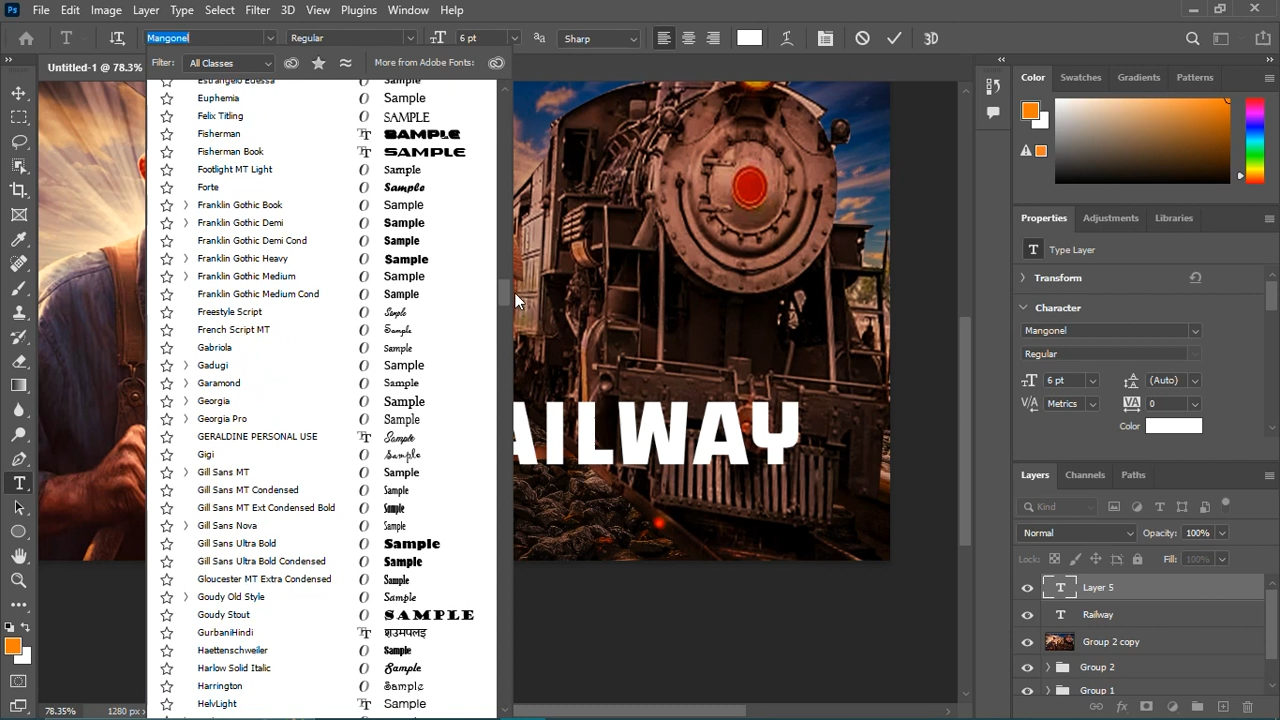 Ps File Edit Image Layer Type Select Filter 3D View Plugins Window Help
Mangonel Regular 6 pt Sharp 3D
Filter: All Classes More from Adobe Fonts:
Untitled-1 @ 78.3%
Estrangelo Edessa Sample
Euphemia Sample
Felix Titling SAMPLE
Fisherman SAMPLE
Fisherman Book SAMPLE
Footlight MT Light Sample
Forte Sample
Franklin Gothic Book Sample
Franklin Gothic Demi Sample
Franklin Gothic Demi Cond Sample
Franklin Gothic Heavy Sample
Franklin Gothic Medium Sample
Franklin Gothic Medium Cond Sample
Freestyle Script Sample
French Script MT Sample
Gabriola Sample
Gadugi Sample
Garamond Sample
Georgia Sample
Georgia Pro Sample
GERALDINE PERSONAL USE Sample
Gigi Sample
Gill Sans MT Sample
Gill Sans MT Condensed Sample
Gill Sans MT Ext Condensed Bold Sample
Gill Sans Nova Sample
Gill Sans Ultra Bold Sample
Gill Sans Ultra Bold Condensed Sample
Gloucester MT Extra Condensed Sample
Goudy Old Style Sample
Goudy Stout SAMPLE
GurbaniHindi
Haettenschweiler Sample
Harlow Solid Italic Sample
Harrington Sample
HelvLight Sample
AILWAY
78.35% 1280 px
Color Swatches Gradients Patterns
Properties Adjustments Libraries
Type Layer
Transform
Character
Mangonel
Regular
6 pt (Auto)
Metrics 0
Color
Layers Channels Paths
Kind
Normal Opacity: 100%
Lock: Fill: 100%
Layer 5
Railway
Group 2 copy
Group 2
Group 1